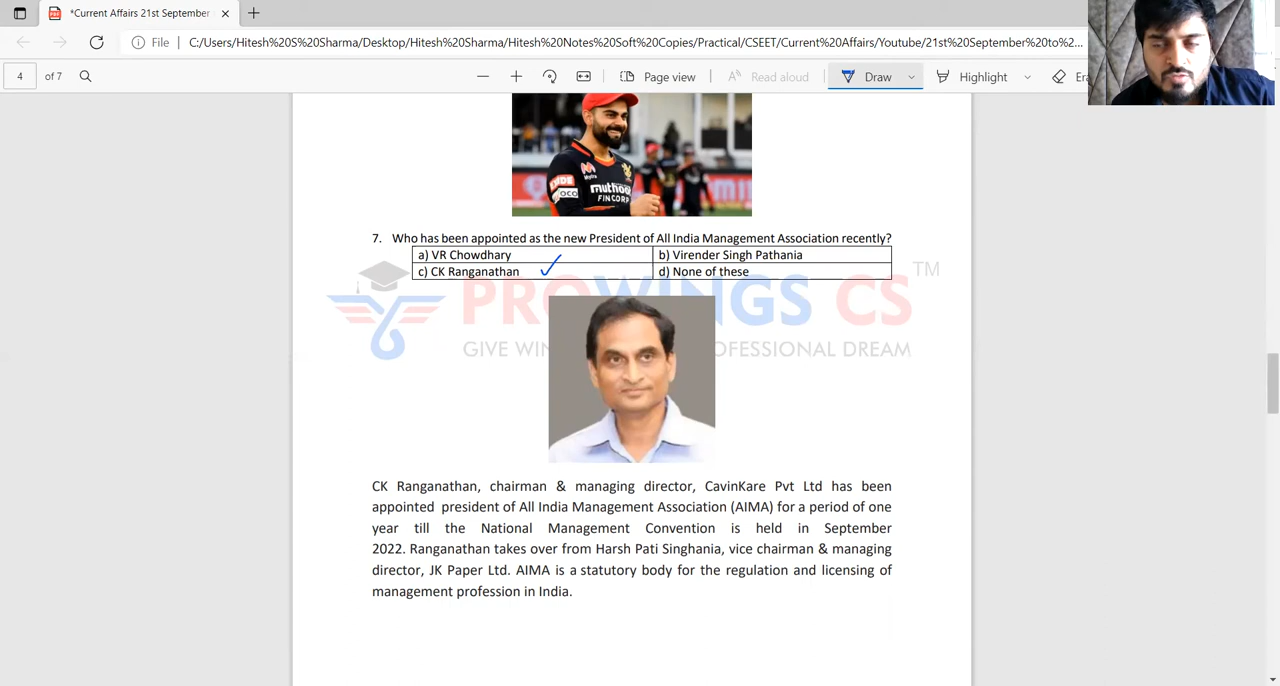 *Current Affairs 21st September
File C:/Users/Hitesh%20S%20Sharma/Desktop/Hitesh%20Sharma/Hitesh%20Notes%20Soft%20Copies/Practical/CSEET/Current%20Affairs/Youtube/21st%20September%20to%2...
4 of 7 Page view Read aloud Draw Highlight Era
muthoot
FIN CORP
7. Who has been appointed as the new President of All India Management Association recently?
a) VR Chowdhary b) Virender Singh Pathania
c) CK Ranganathan d) None of these
PROWINGS CS TM
GIVE WIN OFESSIONAL DREAM
CK Ranganathan, chairman & managing director, CavinKare Pvt Ltd has been
appointed president of All India Management Association (AIMA) for a period of one
year till the National Management Convention is held in September
2022. Ranganathan takes over from Harsh Pati Singhania, vice chairman & managing
director, JK Paper Ltd. AIMA is a statutory body for the regulation and licensing of
management profession in India.